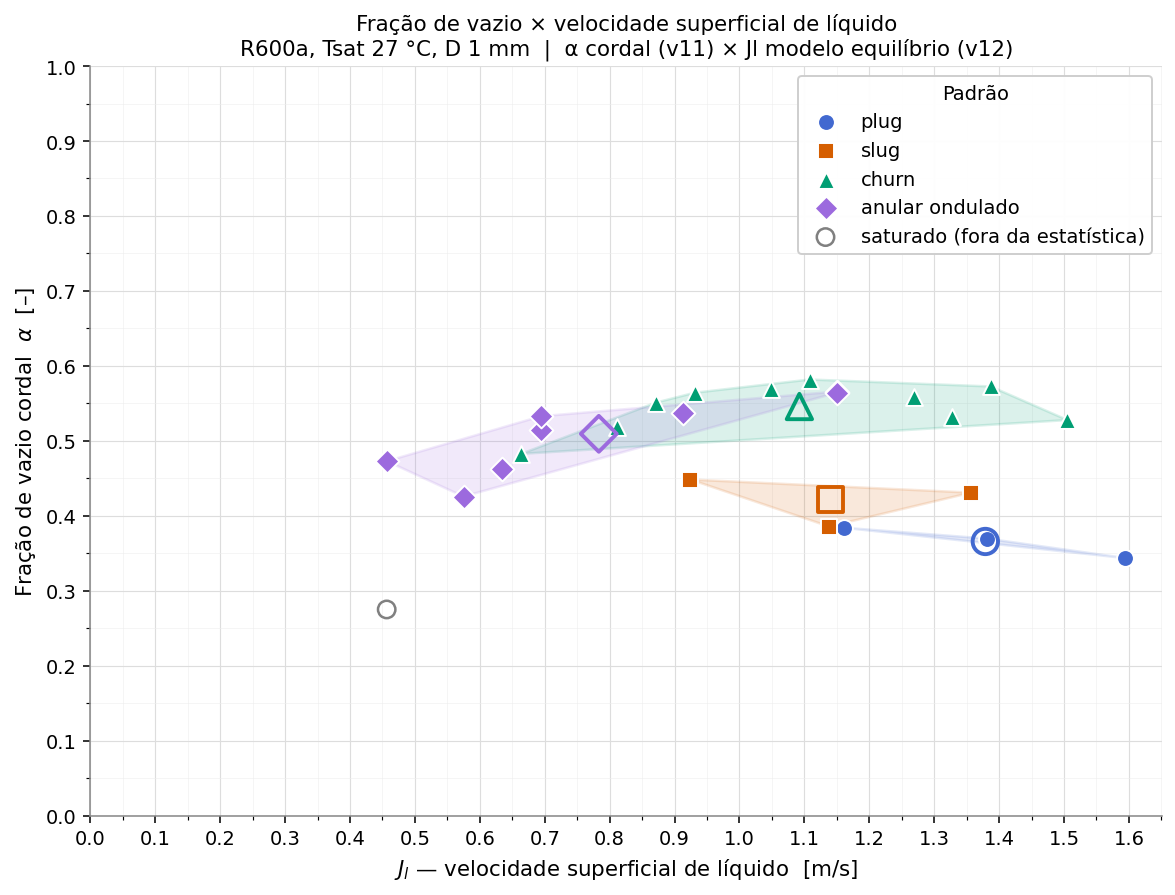 Fração de vazio × velocidade superficial de líquido
R600a, Tsat 27 °C, D 1 mm | α cordal (v11) × Jl modelo equilíbrio (v12)
Padrão
plug
slug
churn
anular ondulado
saturado (fora da estatística)
Fração de vazio cordal α [–]
1.0
0.9
0.8
0.7
0.6
0.5
0.4
0.3
0.2
0.1
0.0
0.0 0.1 0.2 0.3 0.4 0.5 0.6 0.7 0.8 0.9 1.0 1.1 1.2 1.3 1.4 1.5 1.6
Jl — velocidade superficial de líquido [m/s]